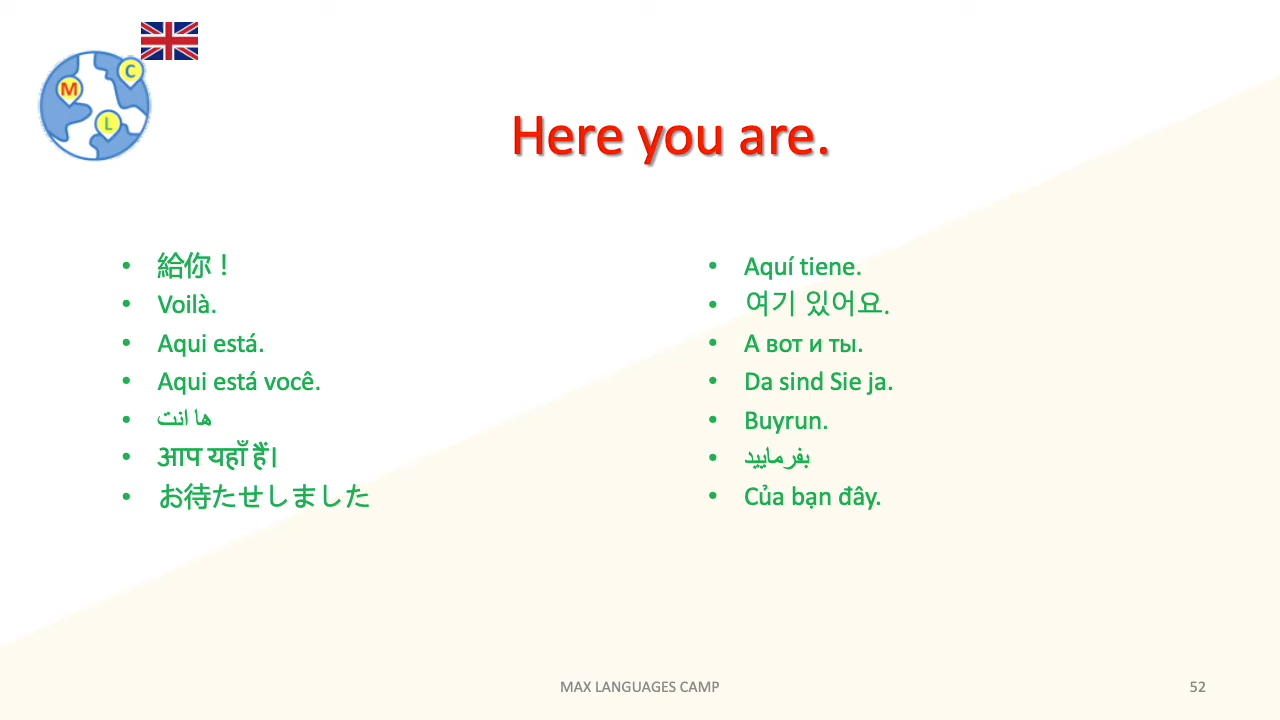 C
M
L
Here you are.
給你！
Voilà.
Aqui está.
Aqui está você.
ها انت
आप यहाँ हैं।
お待たせしました
Aquí tiene.
여기 있어요.
А вот и ты.
Da sind Sie ja.
Buyrun.
بفرمایید
Của bạn đây.
MAX LANGUAGES CAMP
52